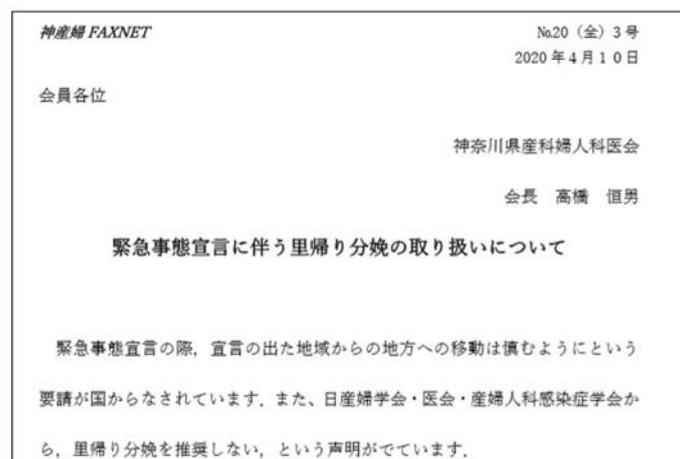 神産婦 FAXNET
№20（全）3号
2020年4月10日
会員各位
神奈川県産科婦人科医会
会長　高橋　恒男
緊急事態宣言に伴う里帰り分娩の取り扱いについて
緊急事態宣言の際，宣言の出た地域からの地方への移動は慎むようにという
要請が国からなされています．また、日産婦学会・医会・産婦人科感染症学会か
ら，里帰り分娩を推奨しない，という声明がでています．